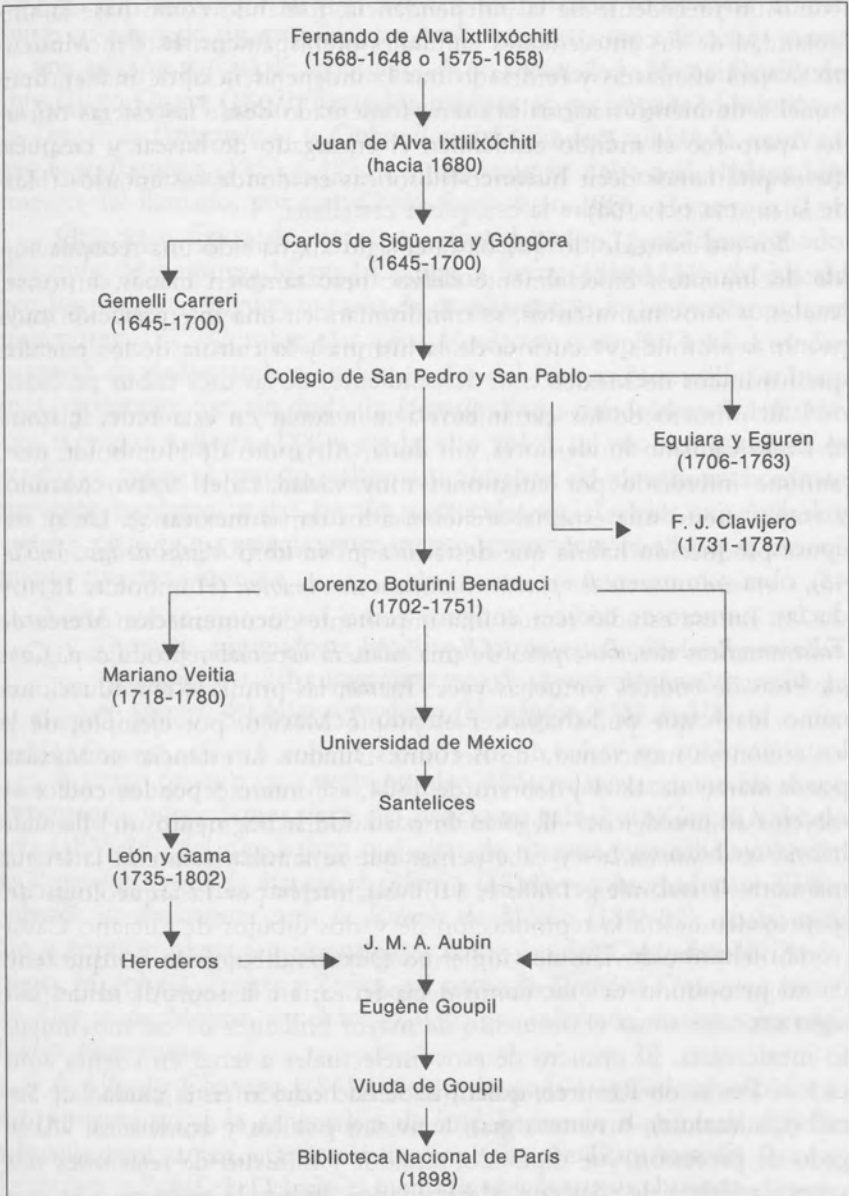 Fernando de Alva Ixtlilxóchitl
(1568-1648 o 1575-1658)
Juan de Alva Ixtlilxóchitl
(hacia 1680)
Carlos de Sigüenza y Góngora
(1645-1700)
Gemelli Carreri
(1645-1700)
Colegio de San Pedro y San Pablo
Eguiara y Eguren
(1706-1763)
F. J. Clavijero
(1731-1787)
Lorenzo Boturini Benaduci
(1702-1751)
Mariano Veitia
(1718-1780)
Universidad de México
Santelices
León y Gama
(1735-1802)
Herederos
J. M. A. Aubin
Eugène Goupil
Viuda de Goupil
Biblioteca Nacional de París
(1898)